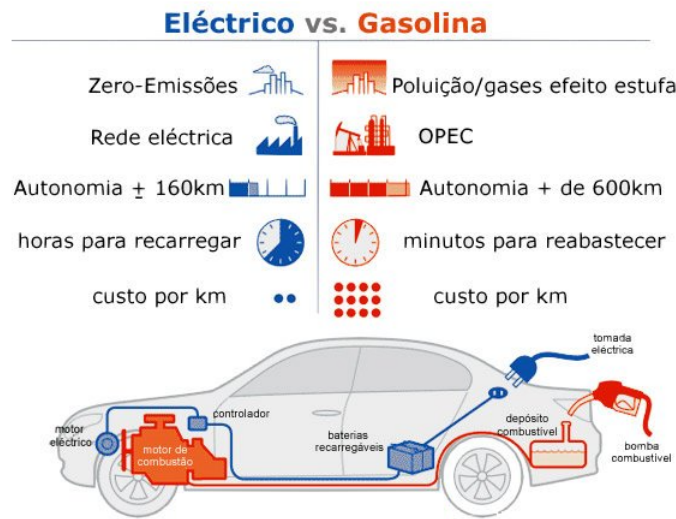 Eléctrico vs. Gasolina
Zero-Emissões
Poluição/gases efeito estufa
Rede eléctrica
OPEC
Autonomia ± 160km
Autonomia + de 600km
horas para recarregar
minutos para reabastecer
custo por km
custo por km
tomada
eléctrica
controlador
motor
eléctrico
motor de
combustão
baterias
recarregáveis
depósito
combustivel
bomba
combustível